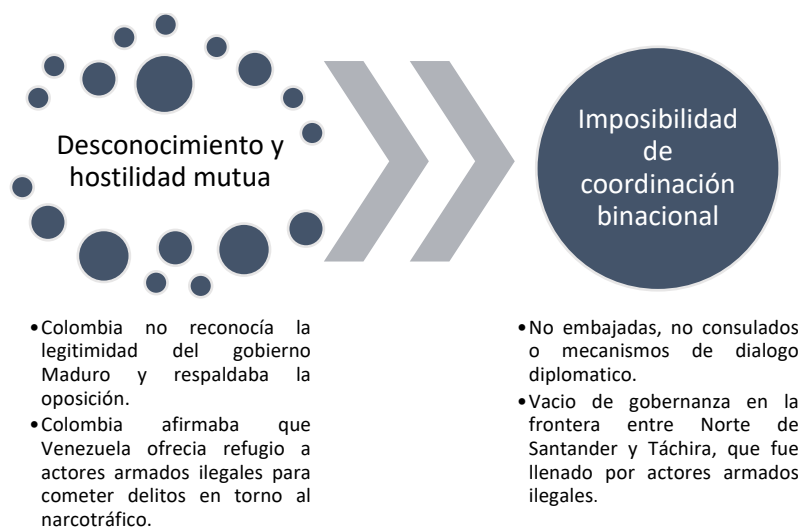 Desconocimiento y
hostilidad mutua
Imposibilidad
de
coordinación
binacional
•Colombia no reconocía la
legitimidad del gobierno
Maduro y respaldaba la
oposición.
•Colombia afirmaba que
Venezuela ofrecia refugio a
actores armados ilegales para
cometer delitos en torno al
narcotráfico.
•No embajadas, no consulados
o mecanismos de dialogo
diplomatico.
•Vacio de gobernanza en la
frontera entre Norte de
Santander y Táchira, que fue
llenado por actores armados
ilegales.